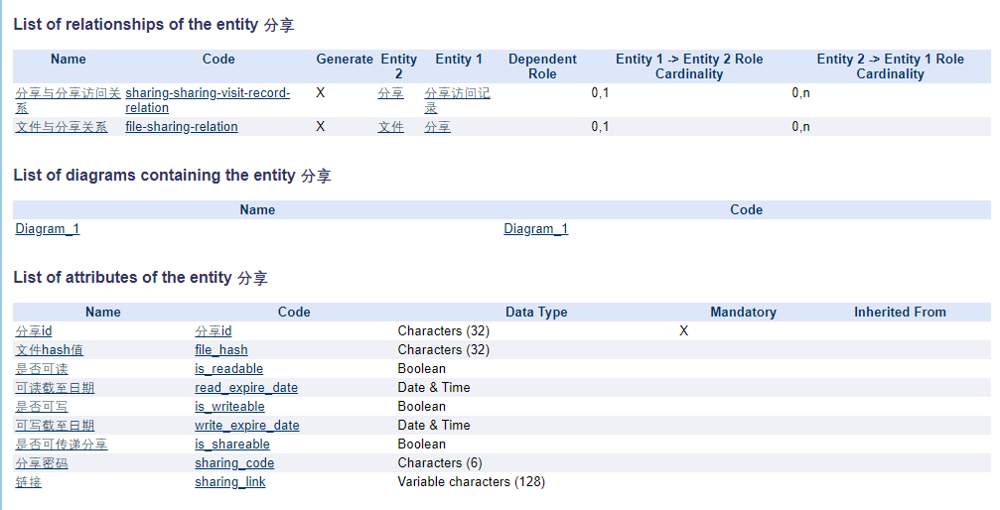 List of relationships of the entity 分享
Name Code Generate Entity 2 Entity 1 Dependent Role Entity 1 -> Entity 2 Role Cardinality Entity 2 -> Entity 1 Role Cardinality
分享与分享访问关系 sharing-sharing-visit-record-relation X 分享 分享访问记录 0,1 0,n
文件与分享关系 file-sharing-relation X 文件 分享 0,1 0,n
List of diagrams containing the entity 分享
Name Code
Diagram_1 Diagram_1
List of attributes of the entity 分享
Name Code Data Type Mandatory Inherited From
分享id 分享id Characters (32) X
文件hash值 file_hash Characters (32)
是否可读 is_readable Boolean
可读截至日期 read_expire_date Date & Time
是否可写 is_writeable Boolean
可写截至日期 write_expire_date Date & Time
是否可传递分享 is_shareable Boolean
分享密码 sharing_code Characters (6)
链接 sharing_link Variable characters (128)